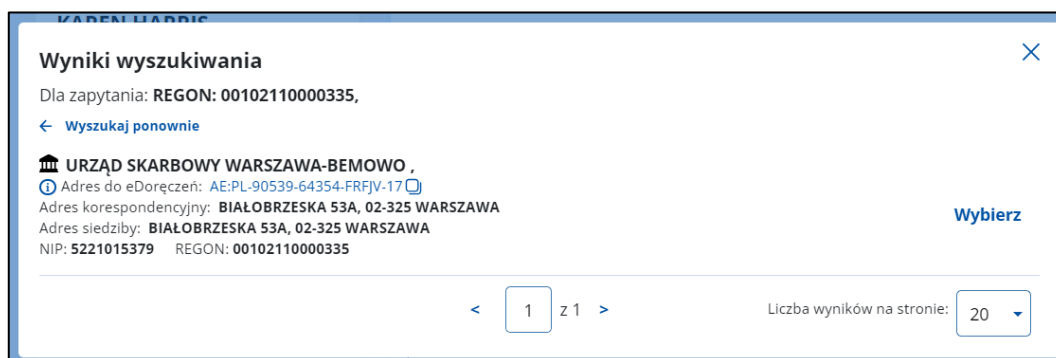 KAREN HARRIS
Wyniki wyszukiwania
Dla zapytania: REGON: 00102110000335,
← Wyszukaj ponownie
URZĄD SKARBOWY WARSZAWA-BEMOWO ,
Adres do eDoręczeń: AE:PL-90539-64354-FRFJV-17
Adres korespondencyjny: BIAŁOBRZESKA 53A, 02-325 WARSZAWA
Adres siedziby: BIAŁOBRZESKA 53A, 02-325 WARSZAWA
Wybierz
NIP: 5221015379 REGON: 00102110000335
< 1 z 1 > Liczba wyników na stronie: 20